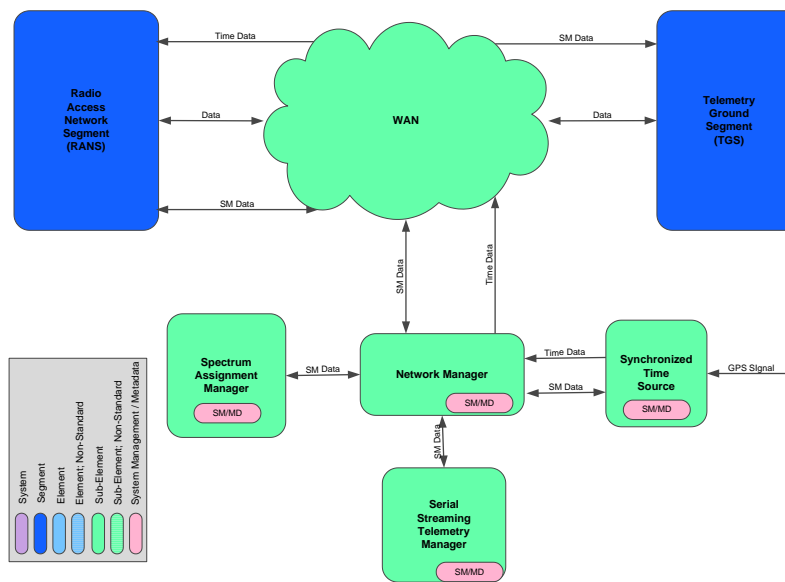 Time Data
SM Data
Radio
Access
Network
Segment
(RANS)
Data
WAN
Data
Telemetry
Ground
Segment
(TGS)
SM Data
SM Data
Time Data
Spectrum
Assignment
Manager
SM/MD
SM Data
Network Manager
SM/MD
Time Data
SM Data
Synchronized
Time
Source
SM/MD
GPS SIgnal
SM Data
Serial
Streaming
Telemetry
Manager
SM/MD
System
Segment
Element
Element; Non-Standard
Sub-Element
Sub-Element; Non-Standard
System Management / Metadata